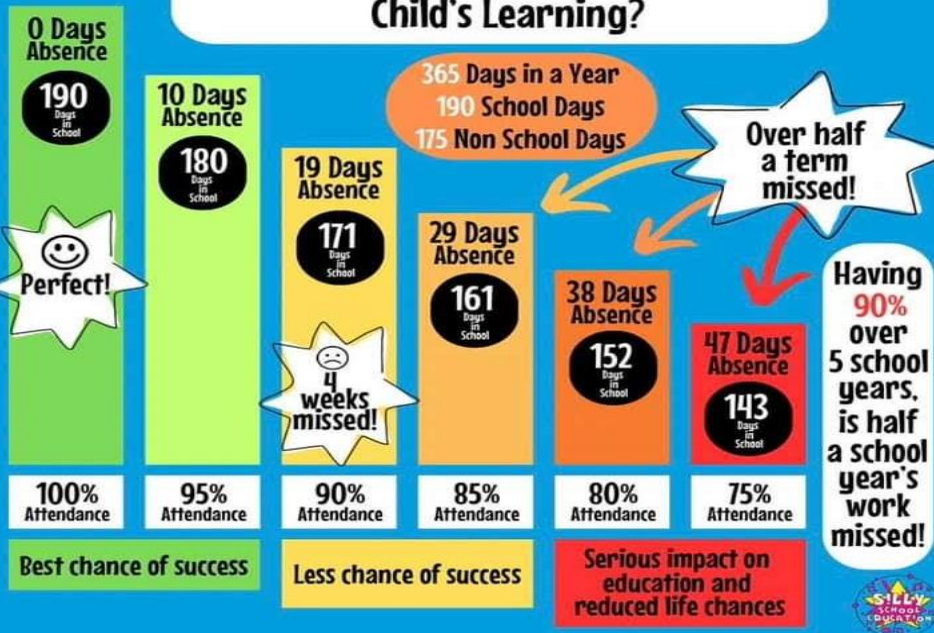 Child's Learning?
0 Days
Absence
190
Days
in
School
Perfect!
10 Days
Absence
180
Days
in
School
365 Days in a Year
190 School Days
175 Non School Days
Over half
a term
missed!
19 Days
Absence
171
Days
in
School
4
weeks
missed!
29 Days
Absence
161
Days
in
School
38 Days
Absence
152
Days
in
School
47 Days
Absence
143
Days
in
School
Having
90%
over
5 school
years,
is half
a school
year's
work
missed!
100%
Attendance
95%
Attendance
90%
Attendance
85%
Attendance
80%
Attendance
75%
Attendance
Best chance of success
Less chance of success
Serious impact on
education and
reduced life chances
SILLY
SCHOOL
EDUCATION